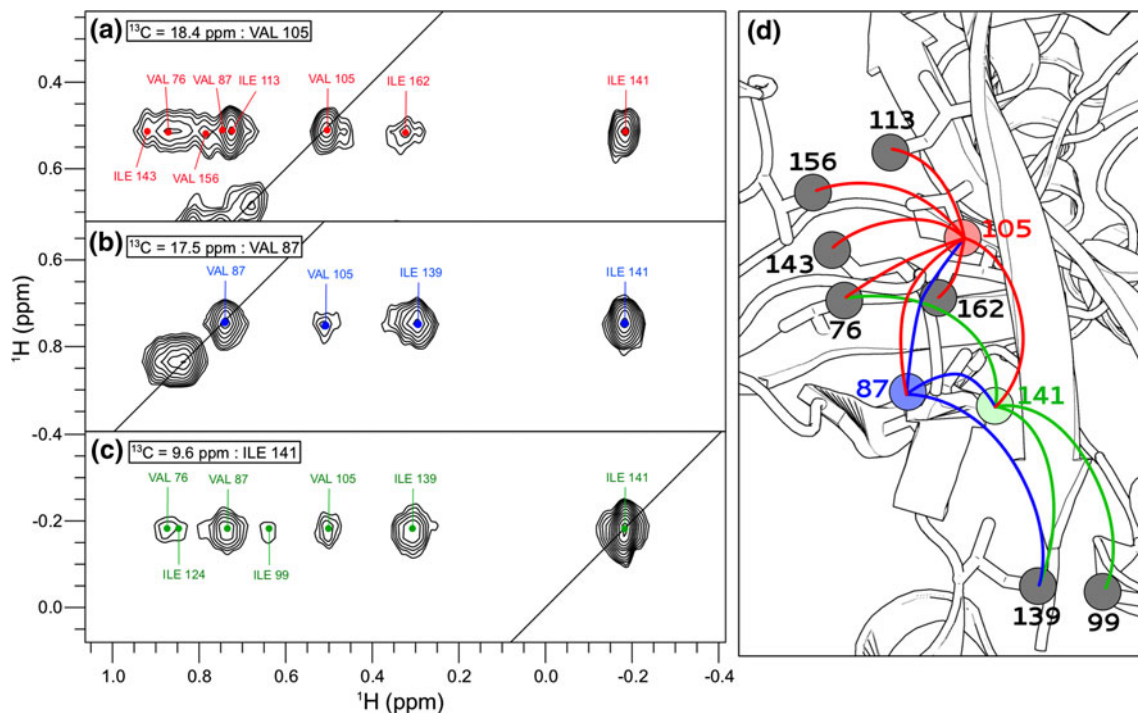 (a) ¹³C = 18.4 ppm : VAL 105
VAL 76 VAL 87 ILE 113 VAL 105 ILE 162 ILE 141
ILE 143 VAL 156
0.4
0.6
(b) ¹³C = 17.5 ppm : VAL 87
VAL 87 VAL 105 ILE 139 ILE 141
0.6
0.8
-0.4
(c) ¹³C = 9.6 ppm : ILE 141
VAL 76 VAL 87 VAL 105 ILE 139 ILE 141
ILE 124 ILE 99
-0.2
0.0
¹H (ppm)
1.0 0.8 0.6 0.4 0.2 0.0 -0.2 -0.4
¹H (ppm)
(d)
113
156
105
143
76
162
87
141
139
99